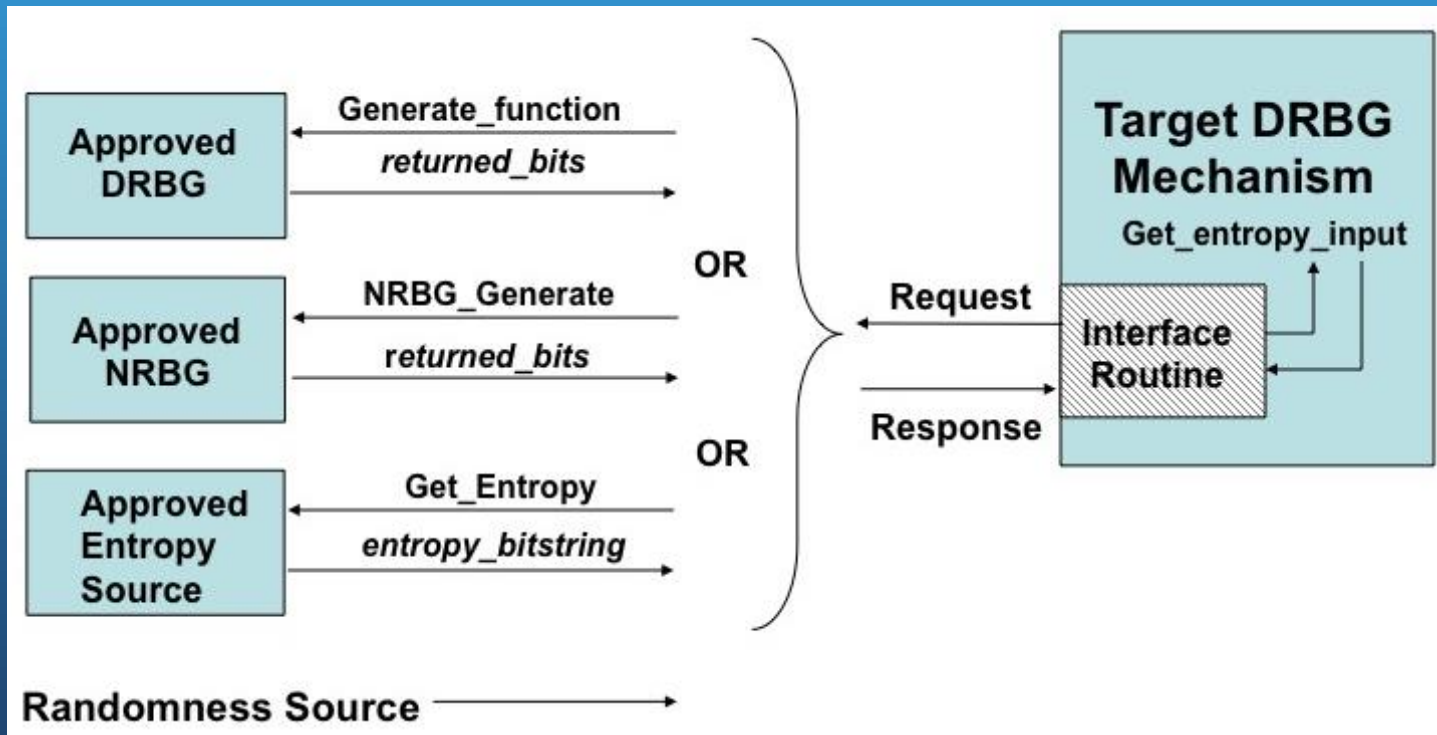 Generate_function
Approved
DRBG
returned_bits
OR
NRBG_Generate
Approved
NRBG
returned_bits
OR
Get_Entropy
Approved
Entropy
Source
entropy_bitstring
Randomness Source
Request
Response
Target DRBG
Mechanism
Get_entropy_input
Interface
Routine